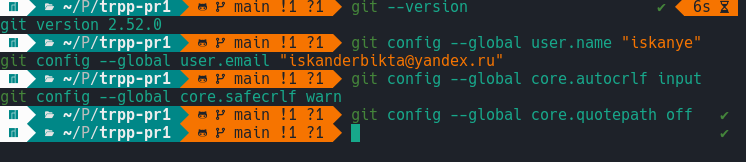 ~/P/trpp-pr1 main !1 ?1 git --version ✔ 6s
git version 2.52.0
~/P/trpp-pr1 main !1 ?1 git config --global user.name "iskanye"
git config --global user.email "iskanderbikta@yandex.ru"
~/P/trpp-pr1 main !1 ?1 git config --global core.autocrlf input
git config --global core.safecrlf warn
~/P/trpp-pr1 main !1 ?1 git config --global core.quotepath off ✔
~/P/trpp-pr1 main !1 ?1 ✔